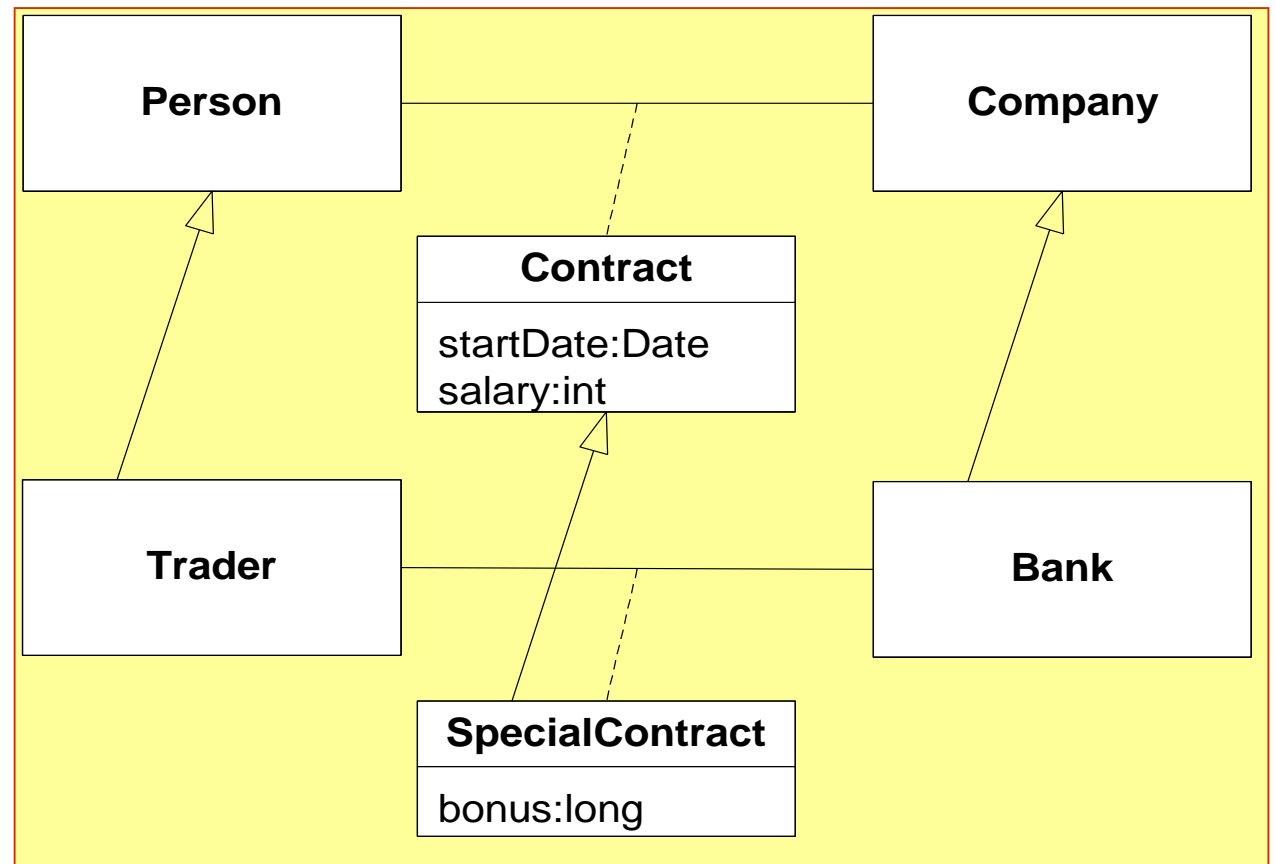 Person
Company
Contract
startDate:Date
salary:int
Trader
Bank
SpecialContract
bonus:long